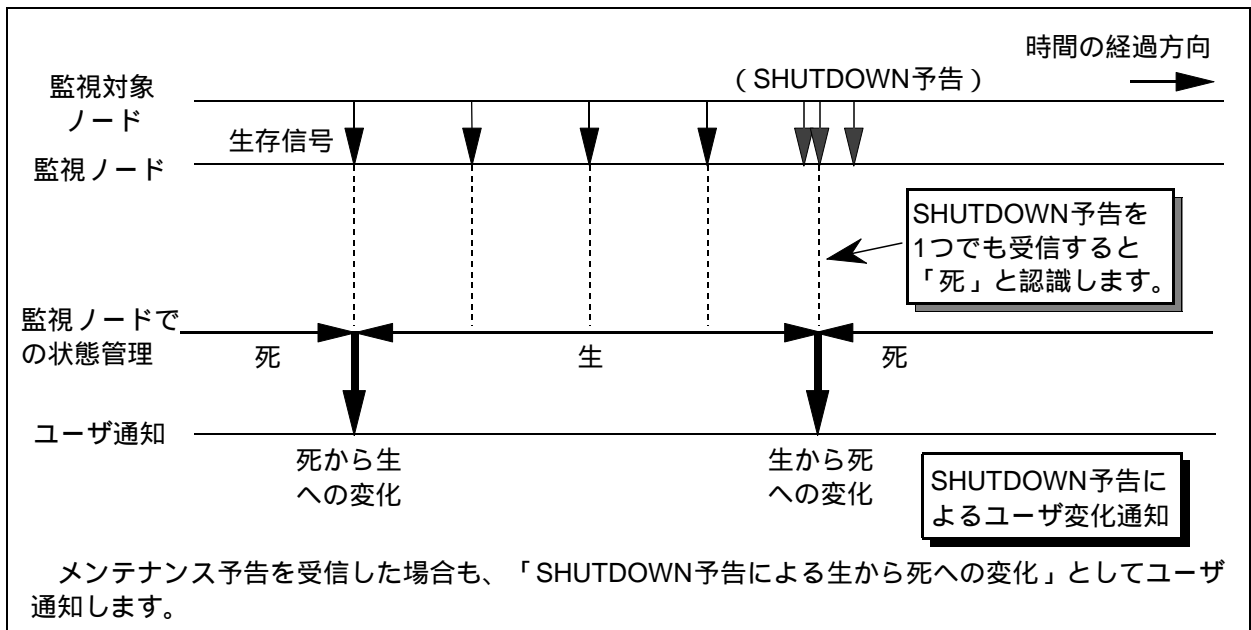 時間の経過方向
(SHUTDOWN予告)
監視対象
ノード
生存信号
監視ノード
SHUTDOWN予告を
1つでも受信すると
「死」と認識します。
監視ノードで
の状態管理
死
生
死
ユーザ通知
死から生
への変化
生から死
への変化
SHUTDOWN予告に
よるユーザ変化通知
メンテナンス予告を受信した場合も、「SHUTDOWN予告による生から死への変化」としてユーザ
通知します。